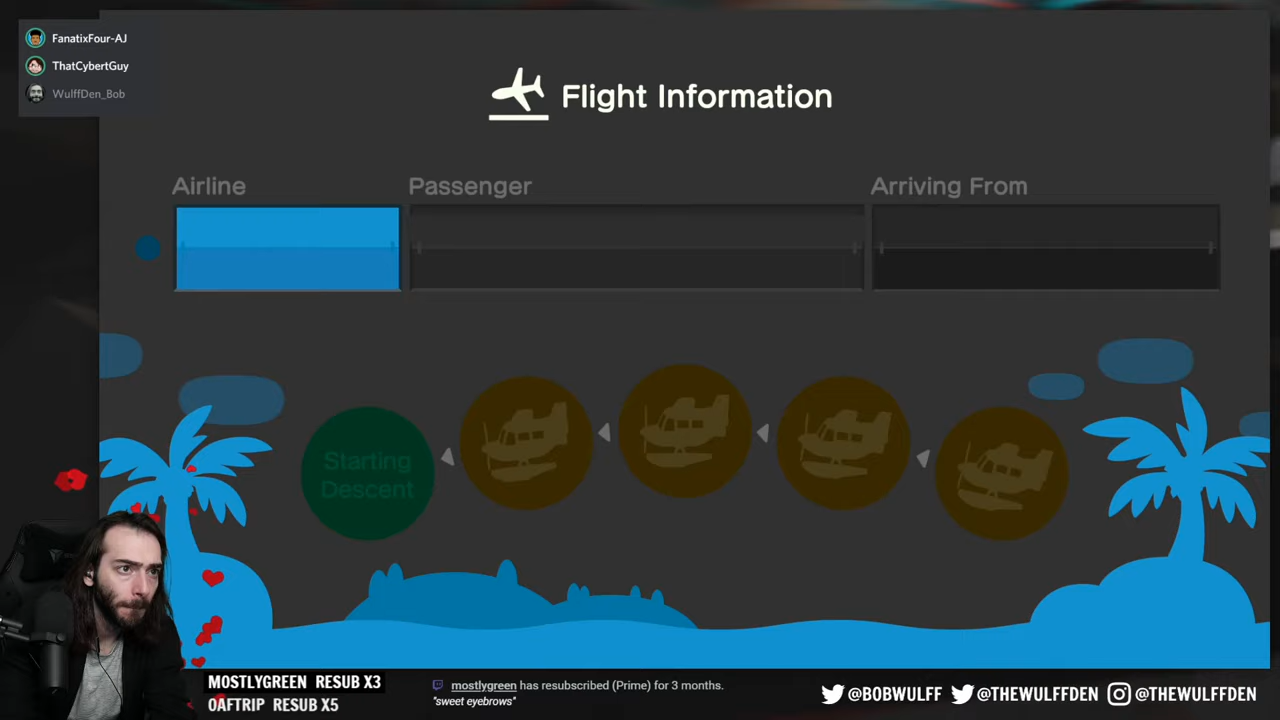 FanatixFour-AJ
ThatCybertGuy
WulffDen_Bob
Flight Information
Airline
Passenger
Arriving From
Starting
Descent
MOSTLYGREEN RESUB X3
OAFTRIP RESUB X5
mostlygreen has resubscribed (Prime) for 3 months.
"sweet eyebrows"
@BOBWULFF @THEWULFFDEN @THEWULFFDEN